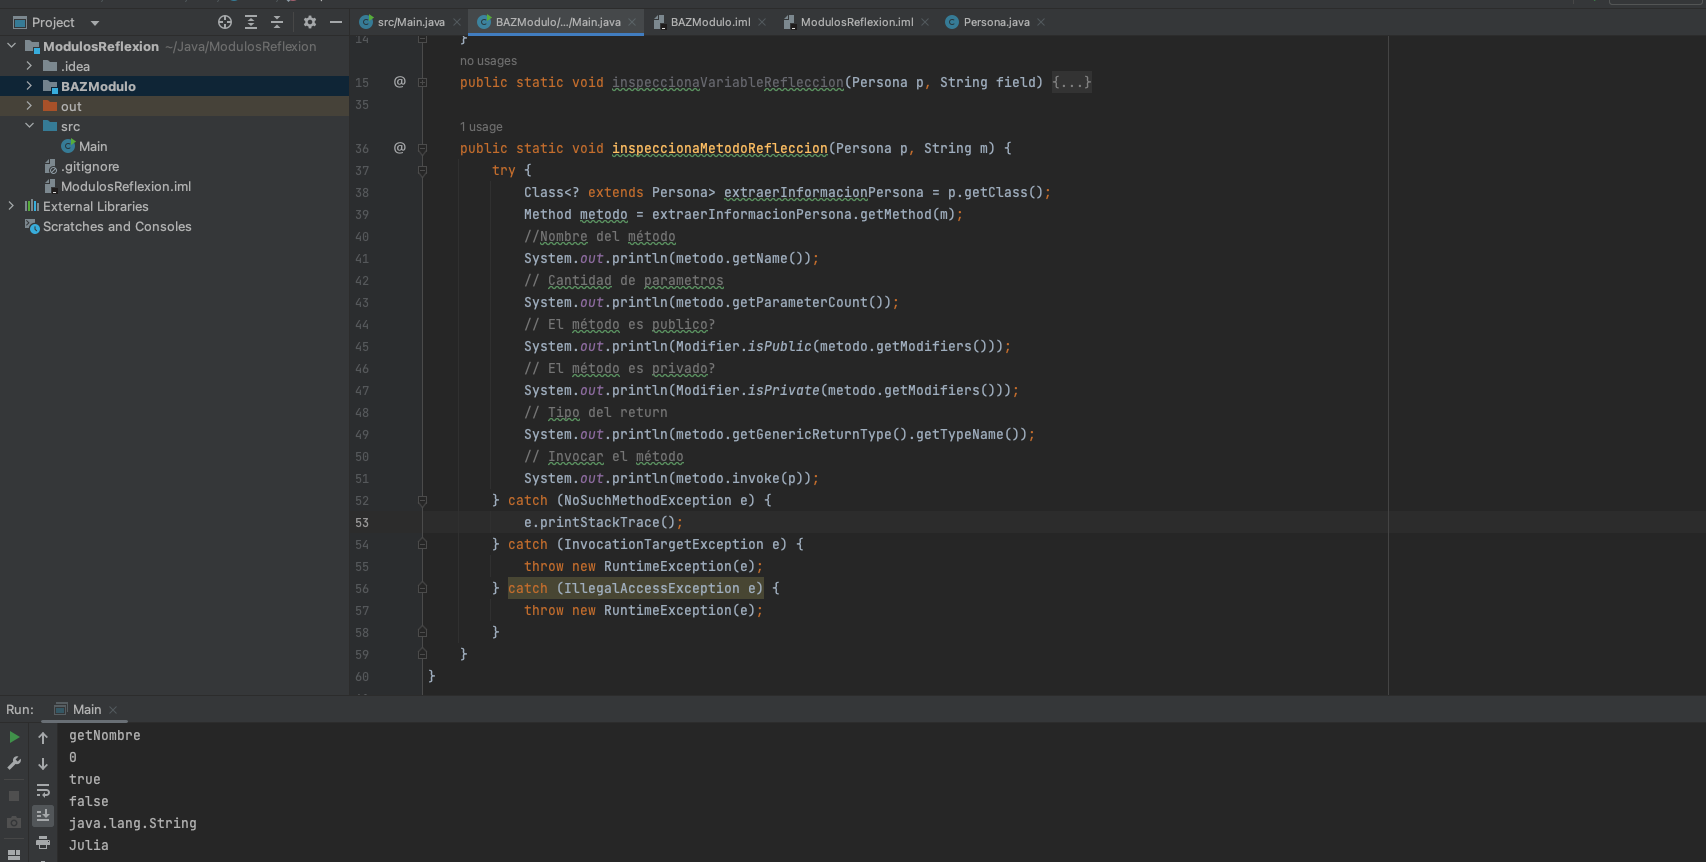 Project
src/Main.java
BAZModulo/.../Main.java
BAZModulo.iml
ModulosReflexion.iml
Persona.java
ModulosReflexion ~/Java/ModulosReflexion
.idea
BAZModulo
out
src
Main
.gitignore
ModulosReflexion.iml
External Libraries
Scratches and Consoles
14 }
no usages
15 @ public static void inspeccionaVariableRefleccion(Persona p, String field) {...}
35
1 usage
36 @ public static void inspeccionaMetodoRefleccion(Persona p, String m) {
37 try {
38 Class<? extends Persona> extraerInformacionPersona = p.getClass();
39 Method metodo = extraerInformacionPersona.getMethod(m);
40 //Nombre del método
41 System.out.println(metodo.getName());
42 // Cantidad de parametros
43 System.out.println(metodo.getParameterCount());
44 // El método es publico?
45 System.out.println(Modifier.isPublic(metodo.getModifiers()));
46 // El método es privado?
47 System.out.println(Modifier.isPrivate(metodo.getModifiers()));
48 // Tipo del return
49 System.out.println(metodo.getGenericReturnType().getTypeName());
50 // Invocar el método
51 System.out.println(metodo.invoke(p));
52 } catch (NoSuchMethodException e) {
53 e.printStackTrace();
54 } catch (InvocationTargetException e) {
55 throw new RuntimeException(e);
56 } catch (IllegalAccessException e) {
57 throw new RuntimeException(e);
58 }
59 }
60 }
Run: Main
getNombre
0
true
false
java.lang.String
Julia